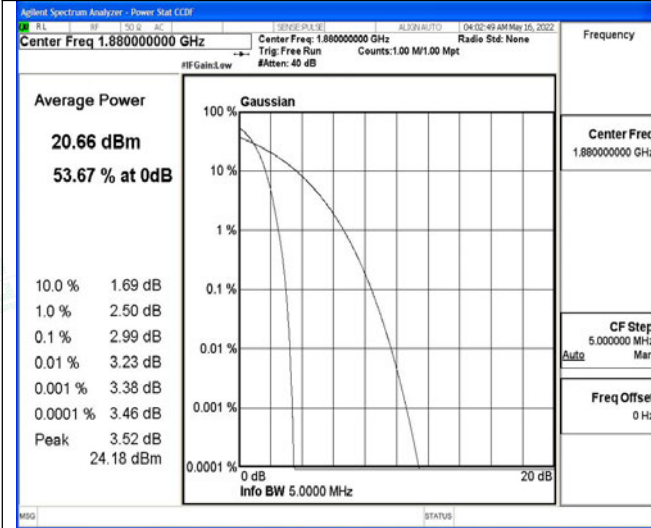 Agilent Spectrum Analyzer - Power Stat CCDF
RL RF 50 Ω AC SENSE:PULSE ALIGN AUTO 04:02:49 AM May 16, 2022
Center Freq 1.880000000 GHz
Center Freq: 1.880000000 GHz Radio Std: None
Trig: Free Run Counts:1.00 M/1.00 Mpt
#IFGain:Low #Atten: 40 dB
Frequency
Average Power
20.66 dBm
53.67 % at 0dB
10.0 % 1.69 dB
1.0 % 2.50 dB
0.1 % 2.99 dB
0.01 % 3.23 dB
0.001 % 3.38 dB
0.0001 % 3.46 dB
Peak 3.52 dB
24.18 dBm
Gaussian
100 %
10 %
1 %
0.1 %
0.01 %
0.001 %
0.0001 %
0 dB 20 dB
Info BW 5.0000 MHz
Center Freq
1.880000000 GHz
CF Step
5.000000 MHz
Auto Man
Freq Offset
0 Hz
MSG STATUS